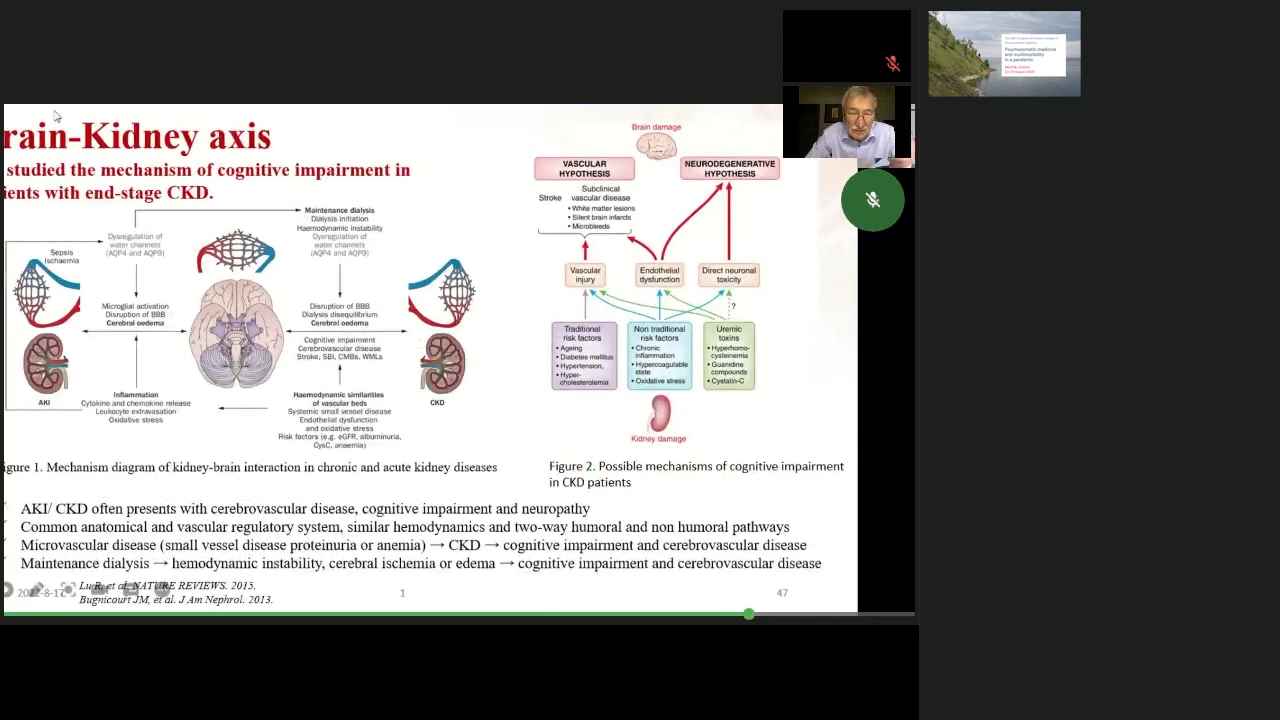 rain-Kidney axis
studied the mechanism of cognitive impairment in
ients with end-stage CKD.
Sepsis
Ischaemia
Dysregulation of
water channels
(AQP4 and AQP9)
Maintenance dialysis
Dialysis initiation
Haemodynamic instability
Dysregulation of
water channels
(AQP4 and AQP9)
Microglial activation
Disruption of BBB
Cerebral oedema
Disruption of BBB
Dialysis disequilibrium
Cerebral oedema
Cognitive impairment
Cerebrovascular disease
Stroke, SBI, CMBs, WMLs
AKI
Inflammation
Cytokine and chemokine release
Leukocyte extravasation
Oxidative stress
Haemodynamic similarities
of vascular beds
Systemic small vessel disease
Endothelial dysfunction
and oxidative stress
Risk factors (e.g. eGFR, albuminuria,
CysC, anaemia)
CKD
igure 1. Mechanism diagram of kidney-brain interaction in chronic and acute kidney diseases
Brain damage
VASCULAR
HYPOTHESIS
NEURODEGENERATIVE
HYPOTHESIS
Stroke
Subclinical
vascular disease
• White matter lesions
• Silent brain infarcts
• Microbleeds
Vascular
injury
Endothelial
dysfunction
Direct neuronal
toxicity
?
Traditional
risk factors
• Ageing
• Diabetes mellitus
• Hypertension,
• Hyper-
cholesterolemia
Non traditional
risk factors
• Chronic
inflammation
• Hypercoagulable
state
• Oxidative stress
Uremic
toxins
• Hyperhomo-
cysteinemia
• Guanidine
compounds
• Cystatin-C
Kidney damage
Figure 2. Possible mechanisms of cognitive impairment
in CKD patients
AKI/ CKD often presents with cerebrovascular disease, cognitive impairment and neuropathy
Common anatomical and vascular regulatory system, similar hemodynamics and two-way humoral and non humoral pathways
Microvascular disease (small vessel disease proteinuria or anemia) → CKD → cognitive impairment and cerebrovascular disease
Maintenance dialysis → hemodynamic instability, cerebral ischemia or edema → cognitive impairment and cerebrovascular disease
2022-8-17
Lu R, et al. NATURE REVIEWS. 2015.
Bugnicourt JM, et al. J Am Nephrol. 2013.
1
47
Psychosomatic medicine
and multimorbidity
in a pandemic